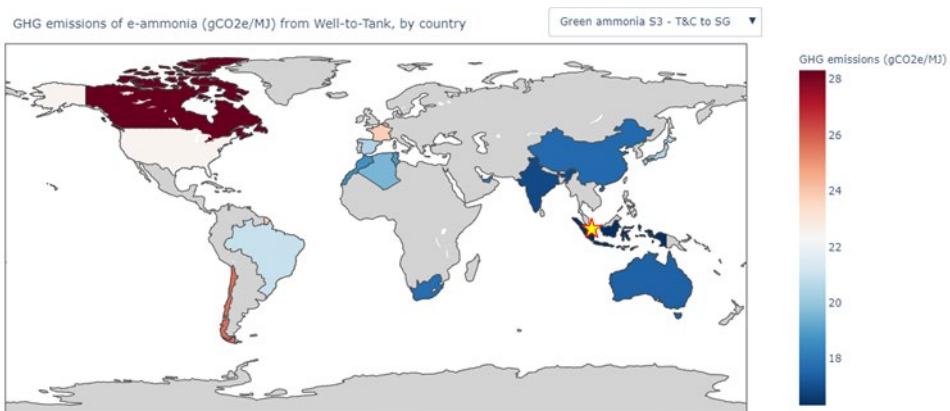 GHG emissions of e-ammonia (gCO2e/MJ) from Well-to-Tank, by country
Green ammonia S3 - T&C to SG
GHG emissions (gCO2e/MJ)
28
26
24
22
20
18